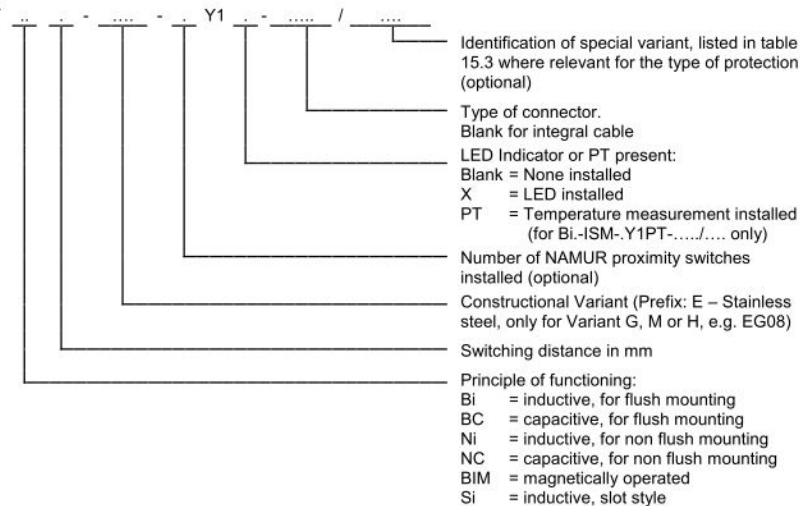 .. . - .... - . Y1 . - ..... / ....
Identification of special variant, listed in table
15.3 where relevant for the type of protection
(optional)
Type of connector.
Blank for integral cable
LED Indicator or PT present:
Blank = None installed
X = LED installed
PT = Temperature measurement installed
(for Bi.-ISM-.Y1PT-...../.... only)
Number of NAMUR proximity switches
installed (optional)
Constructional Variant (Prefix: E – Stainless
steel, only for Variant G, M or H, e.g. EG08)
Switching distance in mm
Principle of functioning:
Bi = inductive, for flush mounting
BC = capacitive, for flush mounting
Ni = inductive, for non flush mounting
NC = capacitive, for non flush mounting
BIM = magnetically operated
Si = inductive, slot style